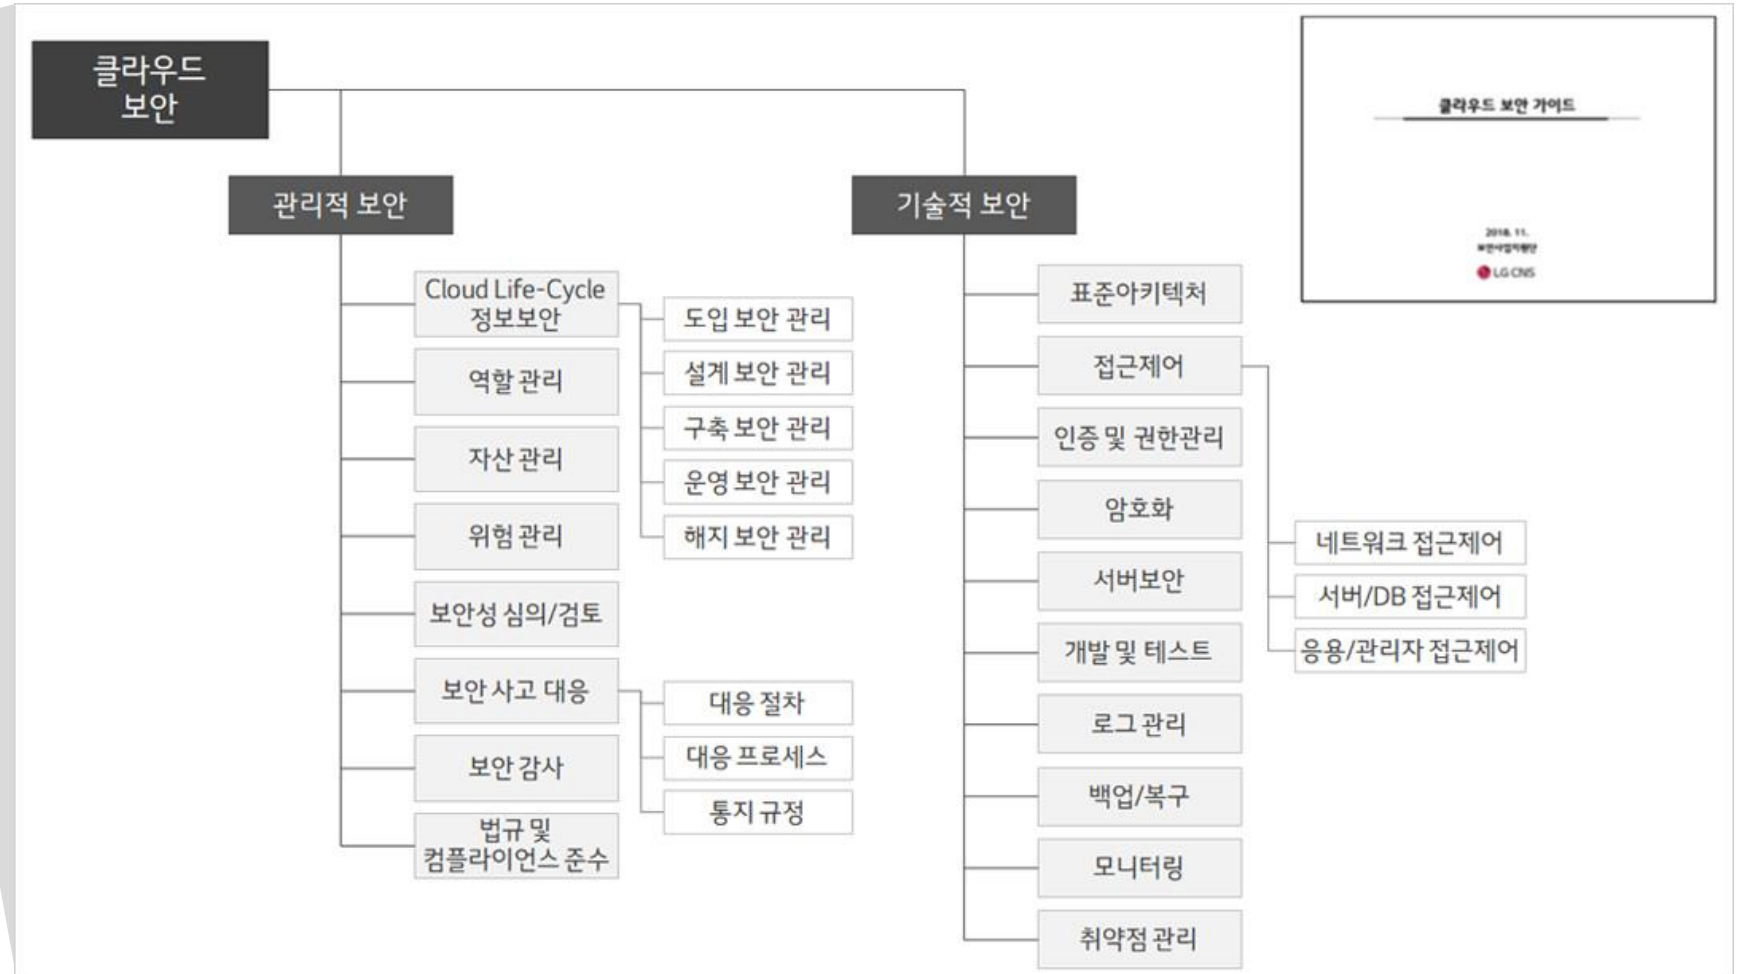 클라우드
보안
관리적 보안
Cloud Life-Cycle
정보보안
역할 관리
자산 관리
위험 관리
보안성 심의/검토
보안 사고 대응
보안 감사
법규 및
컴플라이언스 준수
도입 보안 관리
설계 보안 관리
구축 보안 관리
운영 보안 관리
해지 보안 관리
대응 절차
대응 프로세스
통지 규정
기술적 보안
표준아키텍처
접근제어
인증 및 권한관리
암호화
서버보안
개발 및 테스트
로그 관리
백업/복구
모니터링
취약점 관리
네트워크 접근제어
서버/DB 접근제어
응용/관리자 접근제어
클라우드 보안 가이드
2018. 11.
보안사업지원단
LG CNS